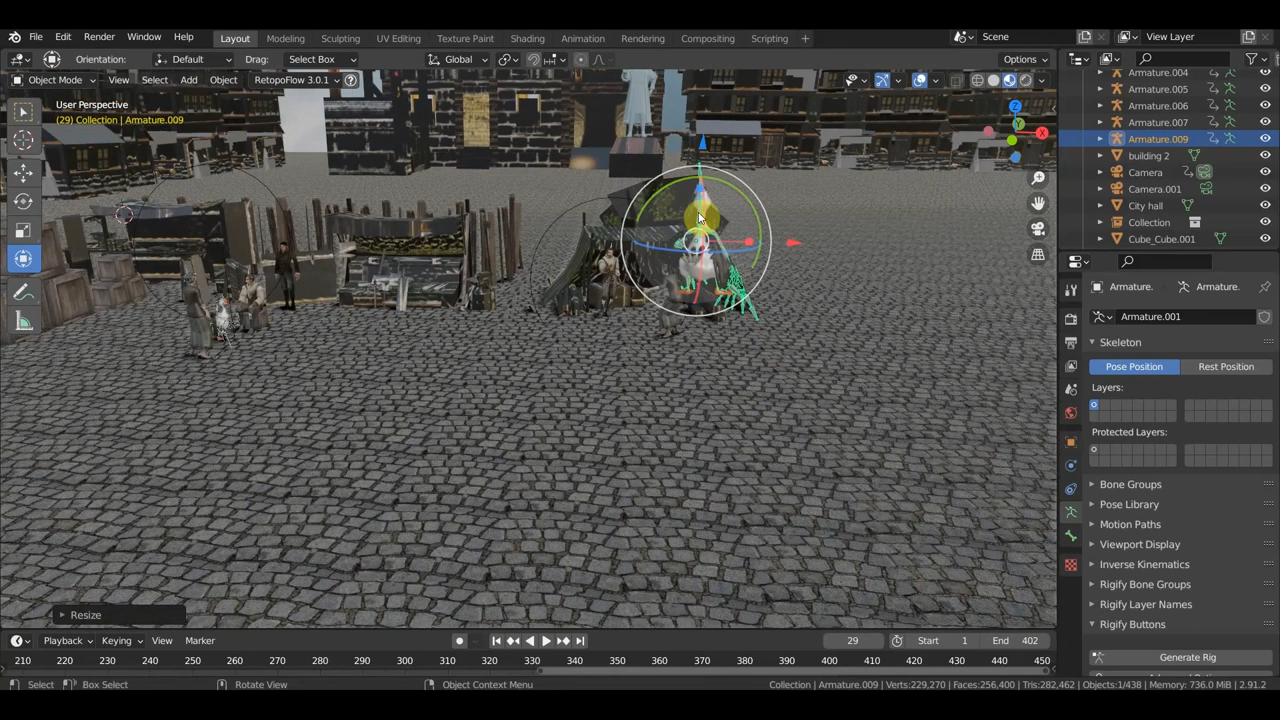 File Edit Render Window Help Layout Modeling Sculpting UV Editing Texture Paint Shading Animation Rendering Compositing Scripting + Scene View Layer
Orientation: Default Drag: Select Box Global Options
Object Mode View Select Add Object RetopoFlow 3.0.1
User Perspective
(29) Collection | Armature.009
Armature.004
Armature.005
Armature.006
Armature.007
Armature.009
building 2
Camera
Camera.001
City hall
Collection
Cube_Cube.001
Armature. Armature.
Armature.001
Skeleton
Pose Position Rest Position
Layers:
Protected Layers:
Bone Groups
Pose Library
Motion Paths
Viewport Display
Inverse Kinematics
Rigify Bone Groups
Rigify Layer Names
Rigify Buttons
Generate Rig
Resize
Playback Keying View Marker 29 Start 1 End 402
210 220 230 240 250 260 270 280 290 300 310 320 330 340 350 360 370 380 390 400 410 420 430 440 450
Select Box Select Rotate View Object Context Menu Collection | Armature.009 | Verts:229,270 | Faces:256,400 | Tris:282,462 | Objects:1/438 | Memory: 736.0 MiB | 2.91.2